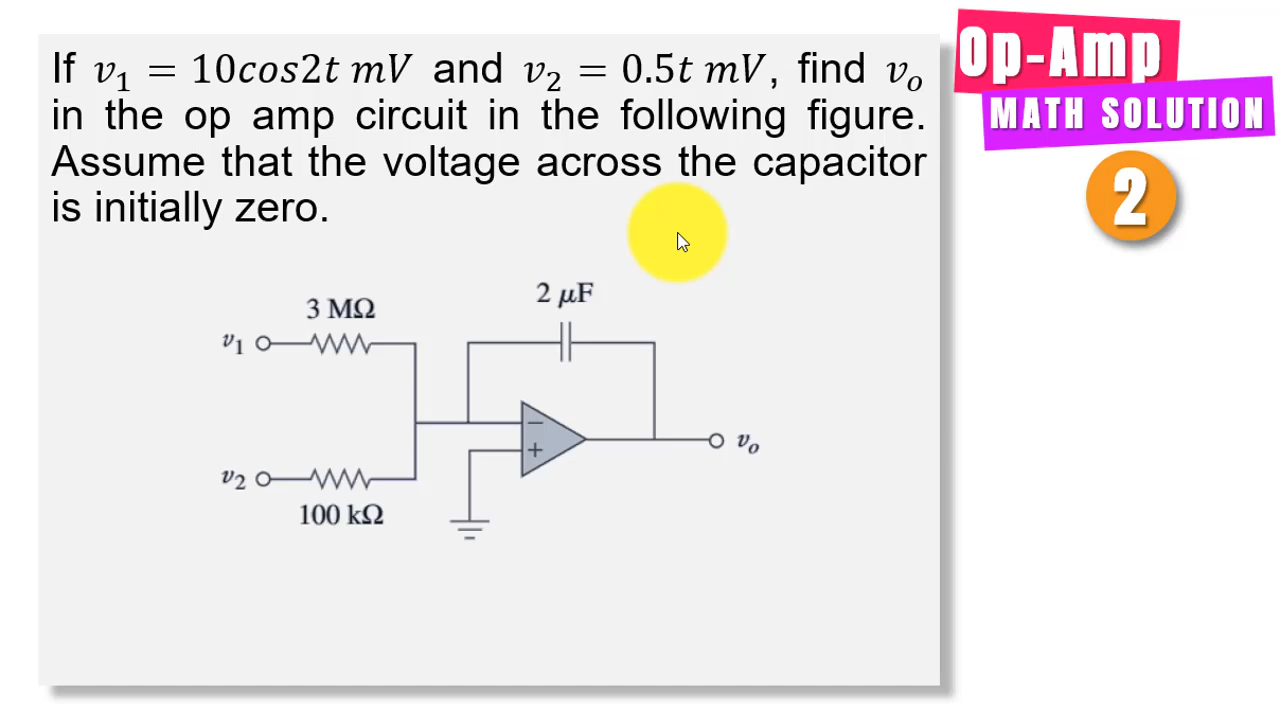 If v₁ = 10cos2t mV and v₂ = 0.5t mV, find vₒ
in the op amp circuit in the following figure.
Assume that the voltage across the capacitor
is initially zero.
Op-Amp
MATH SOLUTION
2
2 μF
3 MΩ
v₁
−
+
vₒ
v₂
100 kΩ